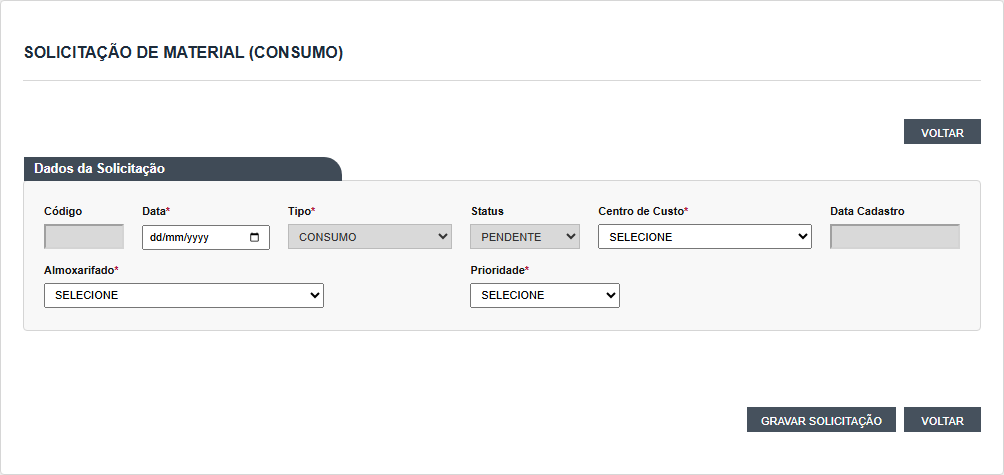 SOLICITAÇÃO DE MATERIAL (CONSUMO)
VOLTAR
Dados da Solicitação
Código Data* Tipo* Status Centro de Custo* Data Cadastro
dd/mm/yyyy CONSUMO PENDENTE SELECIONE
Almoxarifado* Prioridade*
SELECIONE SELECIONE
GRAVAR SOLICITAÇÃO VOLTAR